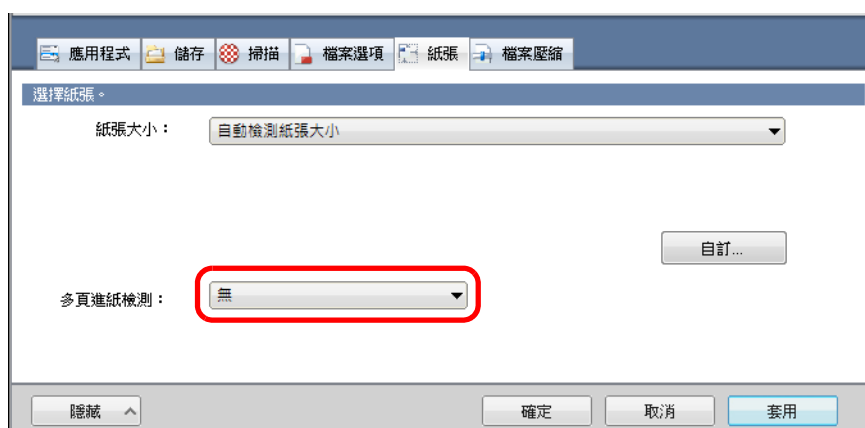 應用程式 儲存 掃描 檔案選項 紙張 檔案壓縮
選擇紙張。
紙張大小： 自動檢測紙張大小
自訂...
多頁進紙檢測： 無
隱藏 確定 取消 套用